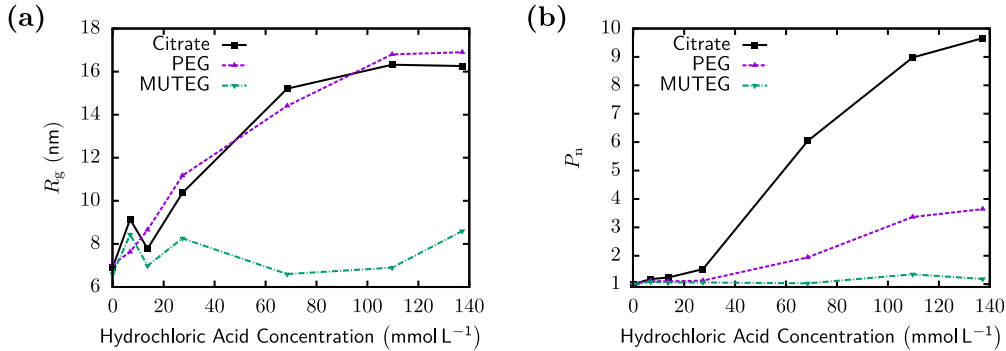 (a)
18
16
14
12
10
8
6
R_g (nm)
Citrate
PEG
MUTEG
0 20 40 60 80 100 120 140
Hydrochloric Acid Concentration (mmol L⁻¹)
(b)
10
9
8
7
6
5
4
3
2
1
P_n
Citrate
PEG
MUTEG
0 20 40 60 80 100 120 140
Hydrochloric Acid Concentration (mmol L⁻¹)